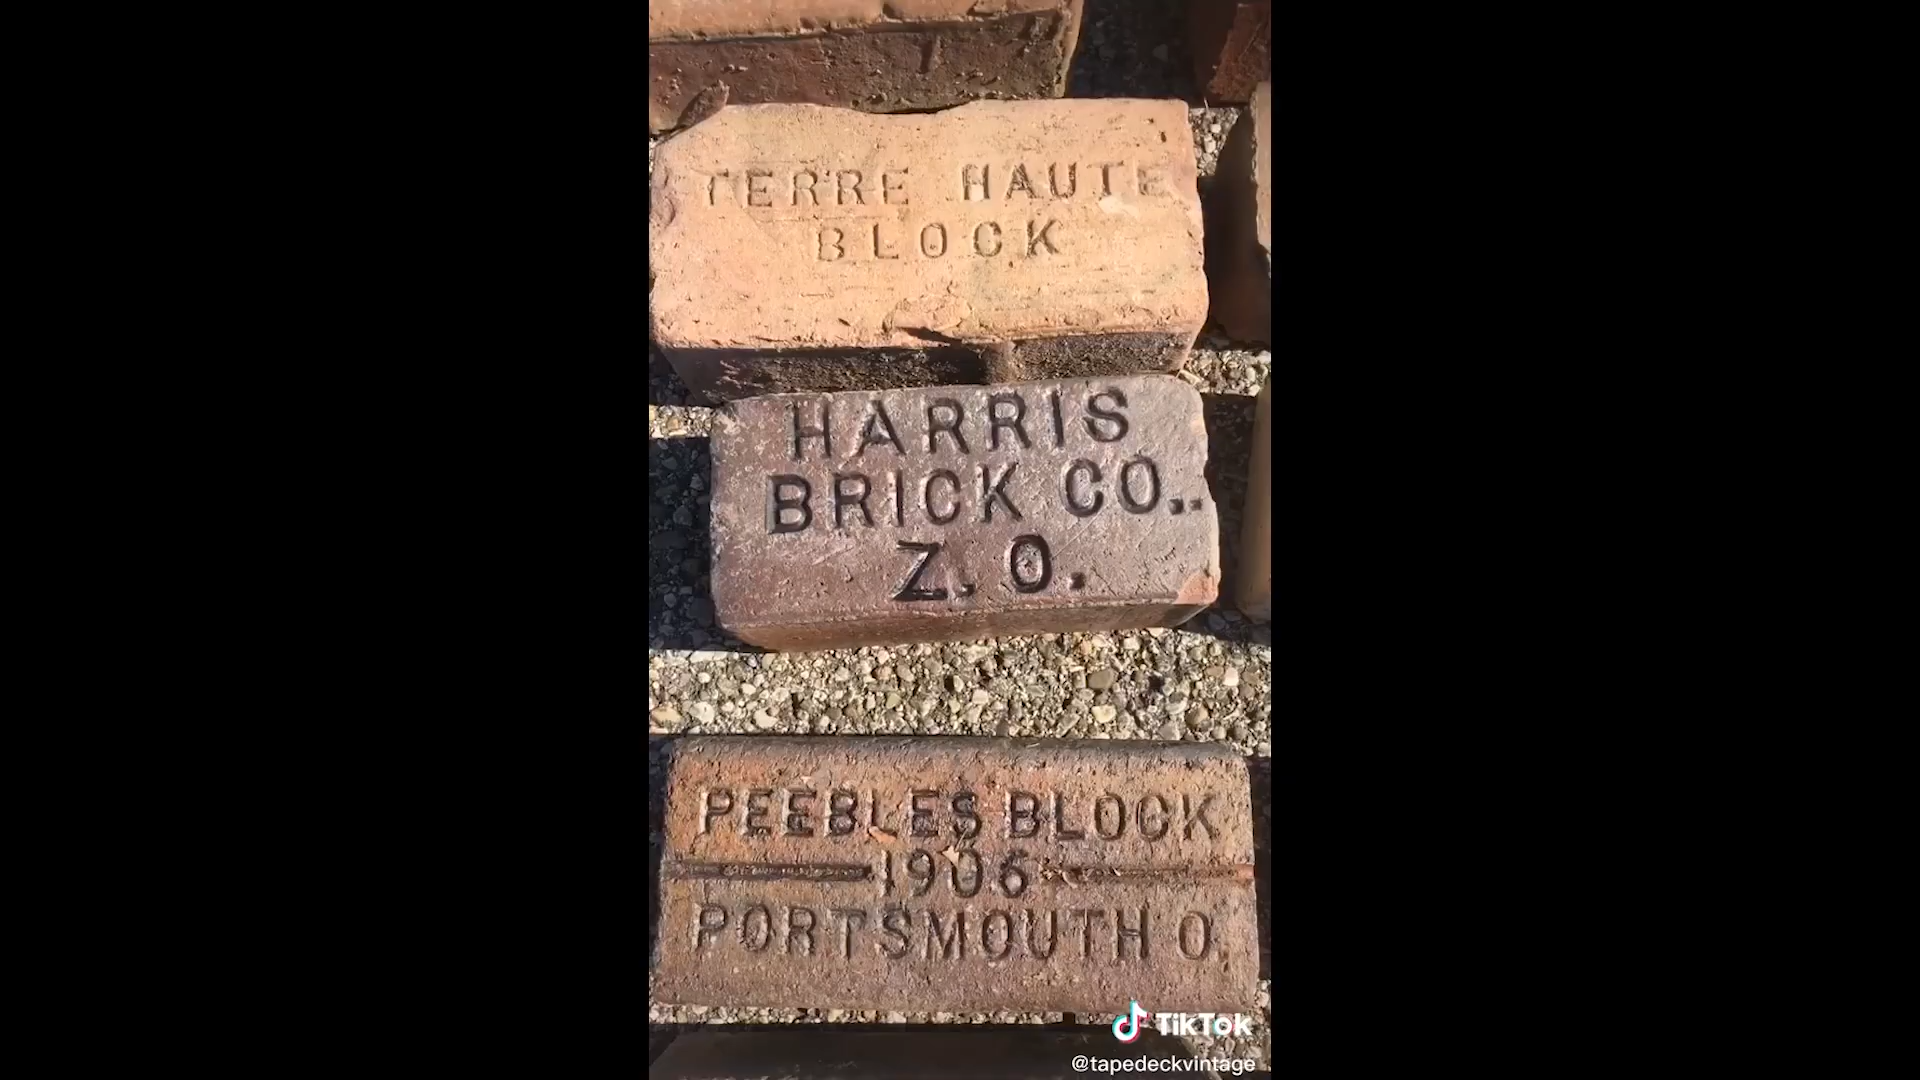 TERRE HAUTE
BLOCK
HARRIS
BRICK CO..
Z. O.
PEEBLES BLOCK
1906
PORTSMOUTH O.
TikTok
@tapedeckvintage